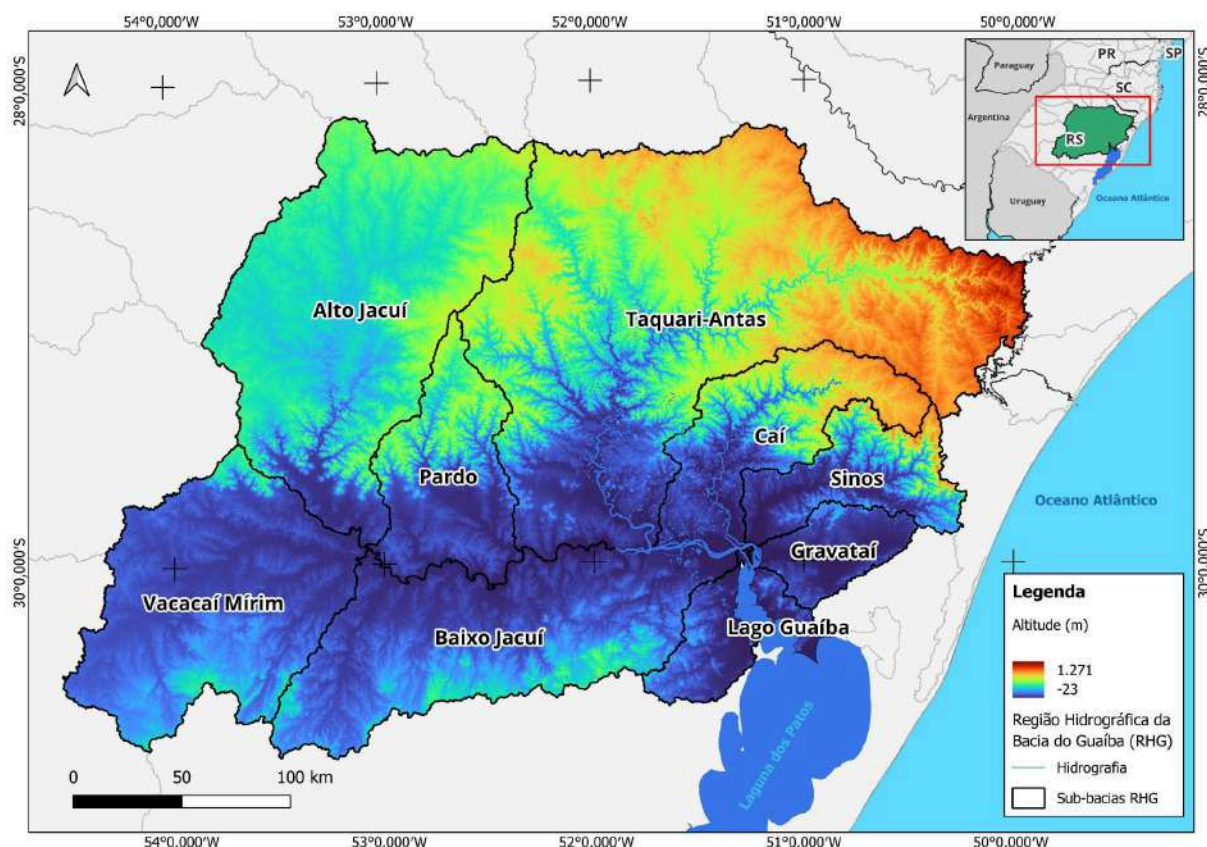 54°0,000'W 53°0,000'W 52°0,000'W 51°0,000'W 50°0,000'W
28°0,000'S
28°0,000'S
PR
SP
Paraguay
SC
Argentina
RS
Uruguay
Oceano Atlântico
Alto Jacuí
Taquari-Antas
Caí
Pardo
Sinos
Oceano Atlântico
Gravataí
30°0,000'S
30°0,000'S
Vacacaí Mírim
Baixo Jacuí
Lago Guaíba
Laguna dos Patos
Legenda
Altitude (m)
1.271
-23
Região Hidrográfica da
Bacia do Guaíba (RHG)
Hidrografia
Sub-bacias RHG
0 50 100 km
54°0,000'W 53°0,000'W 52°0,000'W 51°0,000'W 50°0,000'W